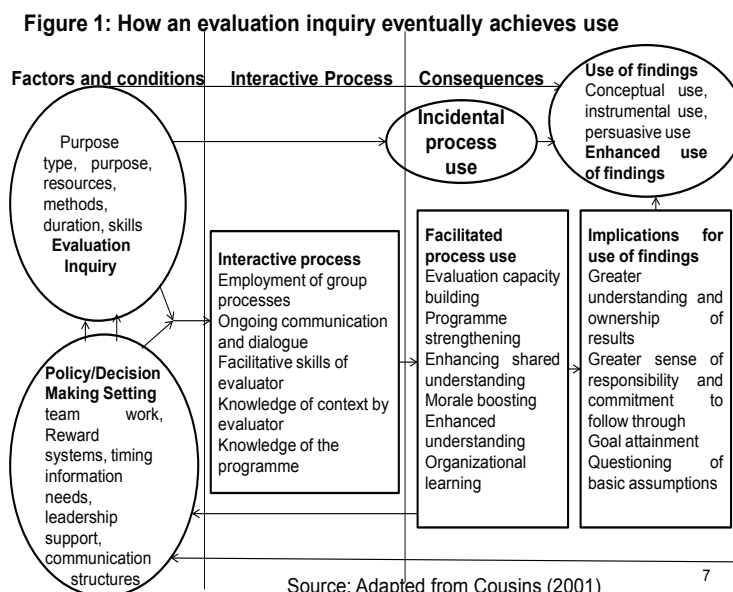 Figure 1: How an evaluation inquiry eventually achieves use
Factors and conditions
Interactive Process
Consequences
Purpose
type, purpose,
resources,
methods,
duration, skills
Evaluation
Inquiry
Policy/Decision
Making Setting
team work,
Reward
systems, timing
information
needs,
leadership
support,
communication
structures
Interactive process
Employment of group
processes
Ongoing communication
and dialogue
Facilitative skills of
evaluator
Knowledge of context by
evaluator
Knowledge of the
programme
Incidental
process
use
Facilitated
process use
Evaluation capacity
building
Programme
strengthening
Enhancing shared
understanding
Morale boosting
Enhanced
understanding
Organizational
learning
Use of findings
Conceptual use,
instrumental use,
persuasive use
Enhanced use
of findings
Implications for
use of findings
Greater
understanding and
ownership of
results
Greater sense of
responsibility and
commitment to
follow through
Goal attainment
Questioning of
basic assumptions
Source: Adapted from Cousins (2001)
7